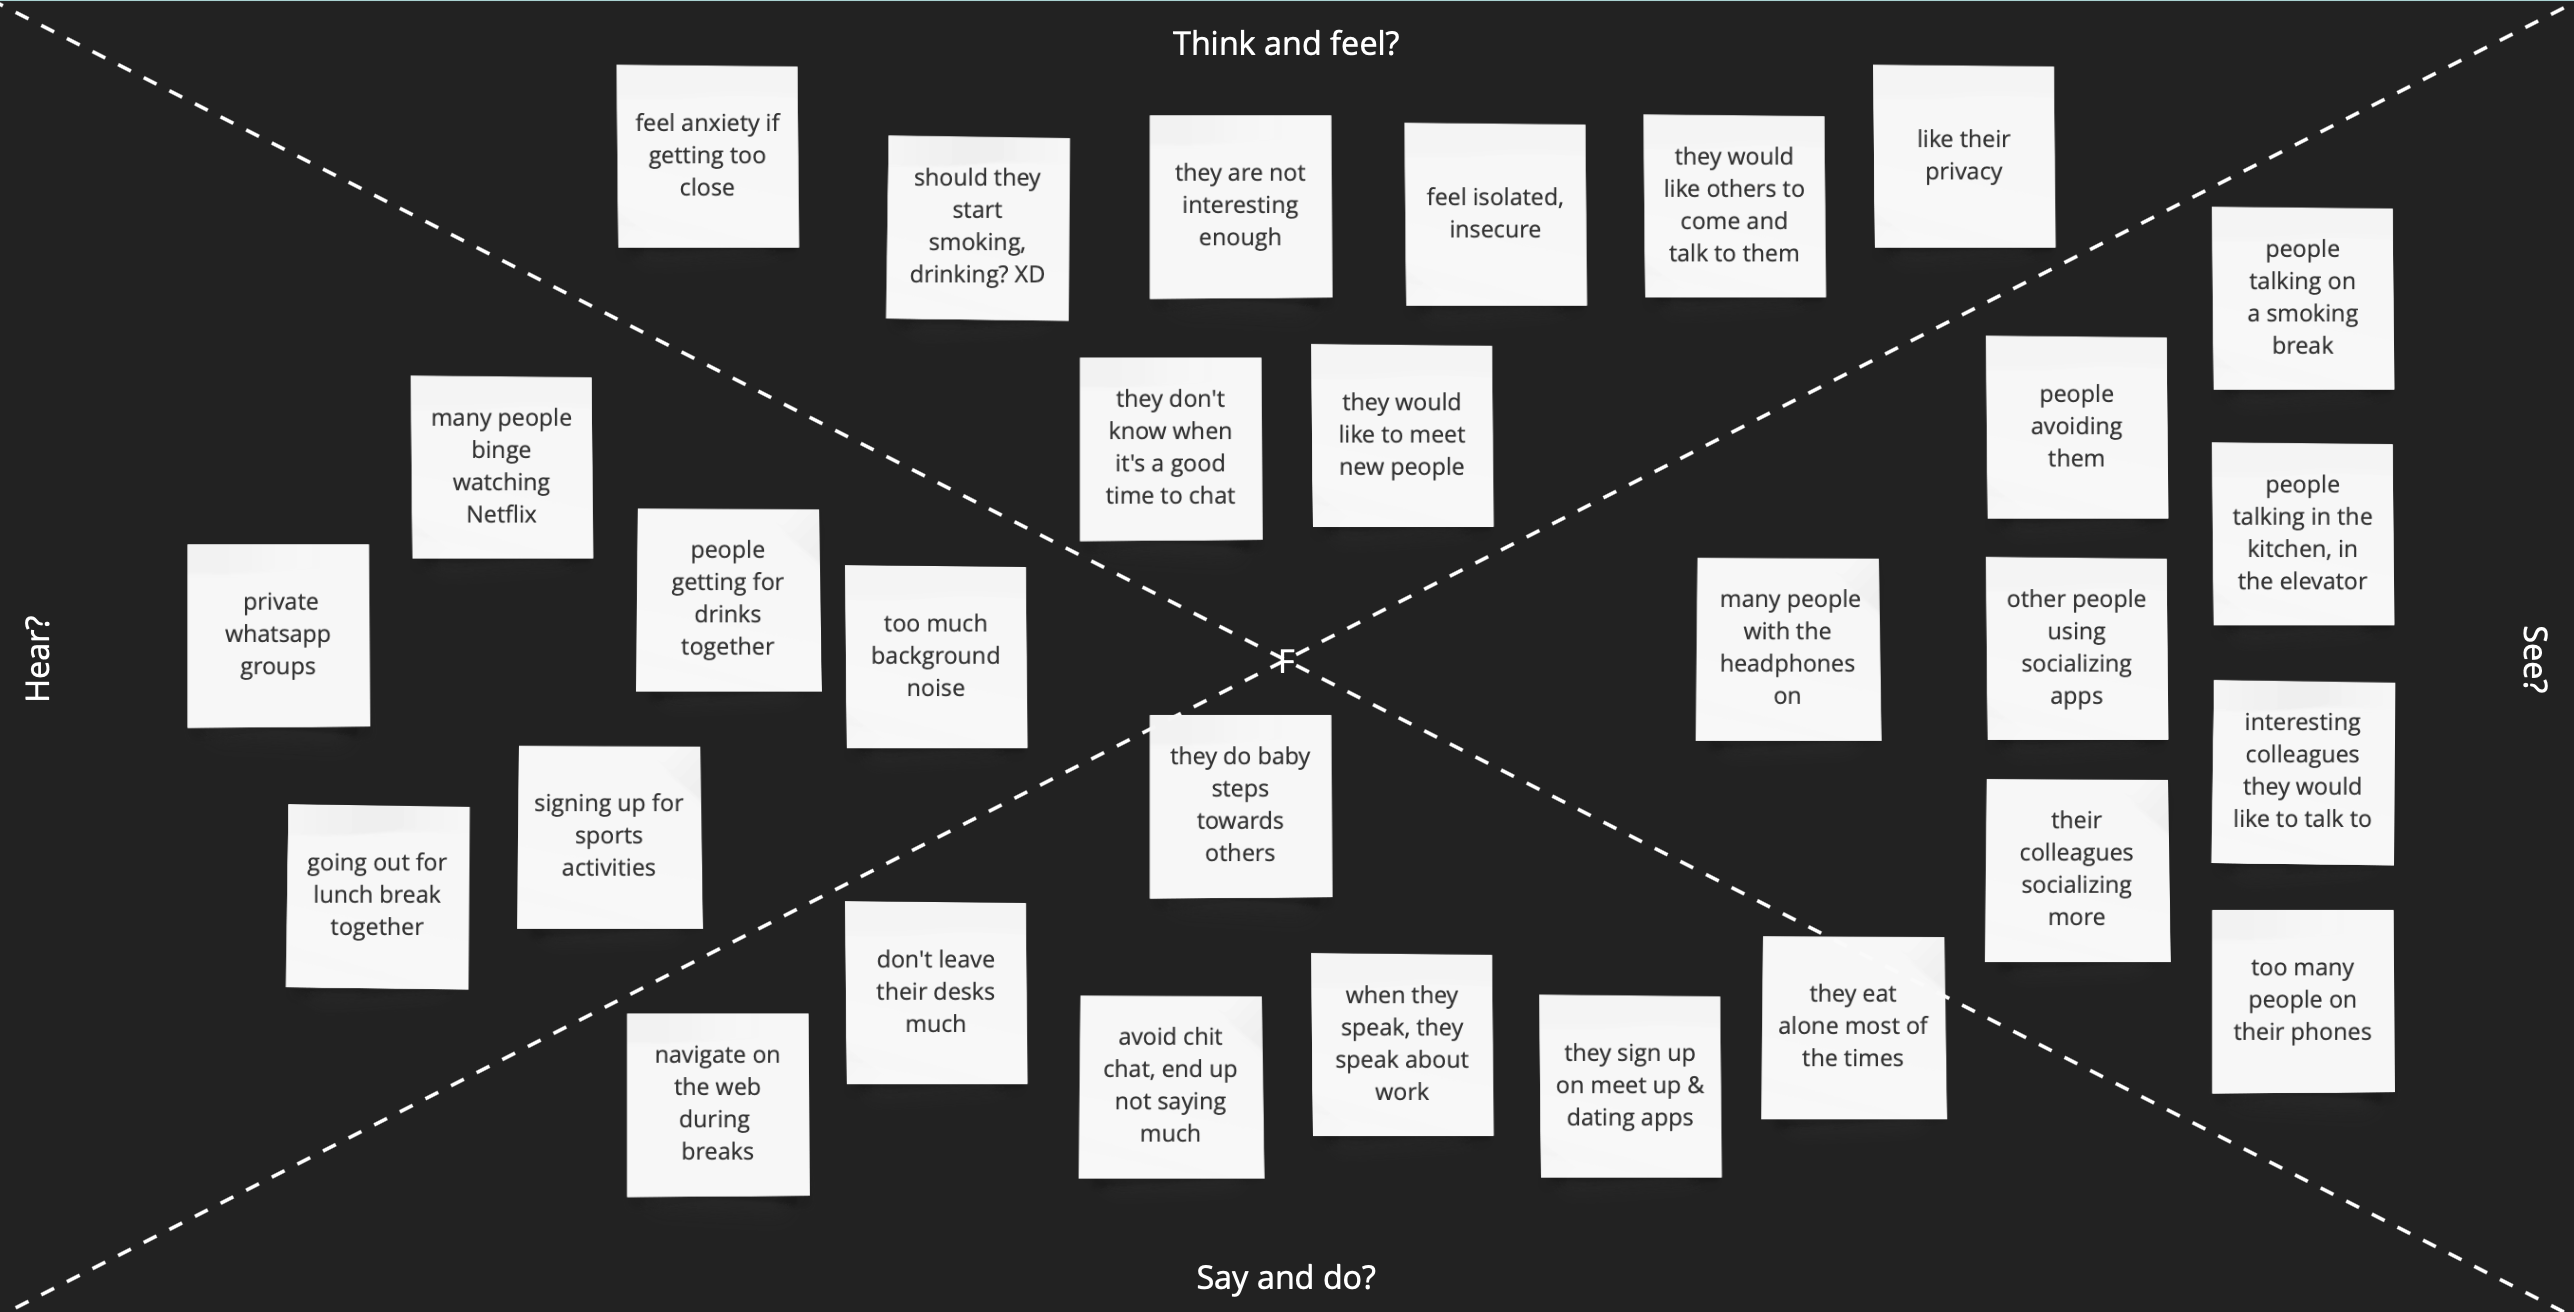 Think and feel?
feel anxiety if
getting too
close
should they
start
smoking,
drinking? XD
they are not
interesting
enough
feel isolated,
insecure
they would
like others to
come and
talk to them
like their
privacy
they don't
know when
it's a good
time to chat
they would
like to meet
new people
Hear?
many people
binge
watching
Netflix
private
whatsapp
groups
people
getting for
drinks
together
too much
background
noise
going out for
lunch break
together
signing up for
sports
activities
F
See?
people
talking on
a smoking
break
people
avoiding
them
people
talking in the
kitchen, in
the elevator
many people
with the
headphones
on
other people
using
socializing
apps
interesting
colleagues
they would
like to talk to
their
colleagues
socializing
more
too many
people on
their phones
they do baby
steps
towards
others
don't leave
their desks
much
navigate on
the web
during
breaks
avoid chit
chat, end up
not saying
much
when they
speak, they
speak about
work
they sign up
on meet up &
dating apps
they eat
alone most of
the times
Say and do?